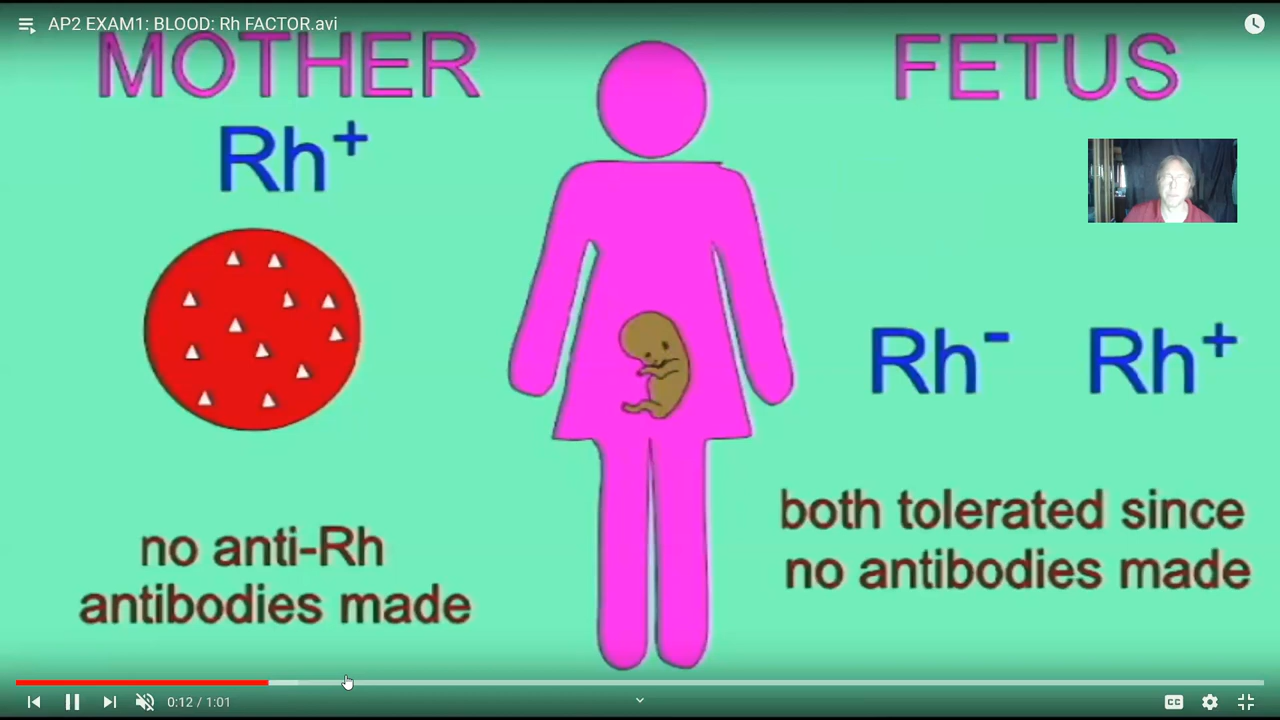 AP2 EXAM1: BLOOD: Rh FACTOR.avi
MOTHER
FETUS
Rh+
Rh- Rh+
both tolerated since
no antibodies made
no anti-Rh
antibodies made
0:12 / 1:01
CC